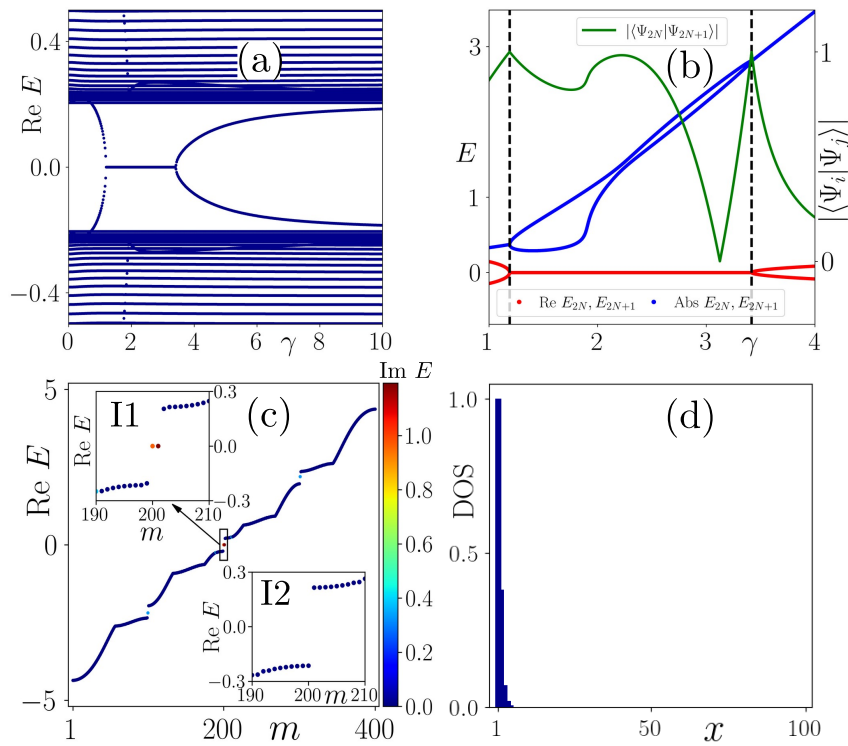 (a)
Re E
0.4
0.0
−0.4
0 2 4 γ 6 8 10
(b)
|⟨Ψ2N|Ψ2N+1⟩|
E
3
1
0
1
0
|⟨Ψi|Ψj⟩|
Re E2N, E2N+1
Abs E2N, E2N+1
1 2 3 γ 4
(c)
Re E
5
0
−5
1 200 m 400
I1
Re E
0.3
0.0
−0.3
190 200 210
m
I2
Re E
0.3
0.0
−0.3
190 200 m 210
Im E
1.0
0.8
0.6
0.4
0.2
0.0
(d)
DOS
1.0
0.5
0.0
1 50 x 100